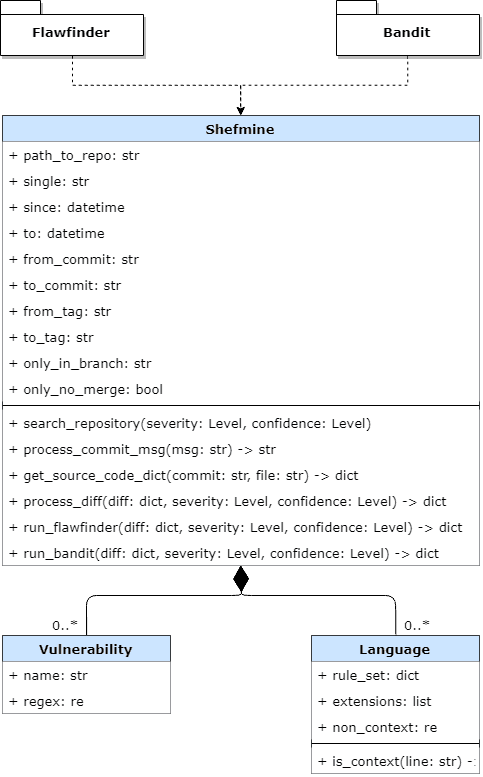 Flawfinder
Bandit
Shefmine
+ path_to_repo: str
+ single: str
+ since: datetime
+ to: datetime
+ from_commit: str
+ to_commit: str
+ from_tag: str
+ to_tag: str
+ only_in_branch: str
+ only_no_merge: bool
+ search_repository(severity: Level, confidence: Level)
+ process_commit_msg(msg: str) -> str
+ get_source_code_dict(commit: str, file: str) -> dict
+ process_diff(diff: dict, severity: Level, confidence: Level) -> dict
+ run_flawfinder(diff: dict, severity: Level, confidence: Level) -> dict
+ run_bandit(diff: dict, severity: Level, confidence: Level) -> dict
0..*
0..*
Vulnerability
+ name: str
+ regex: re
Language
+ rule_set: dict
+ extensions: list
+ non_context: re
+ is_context(line: str) -